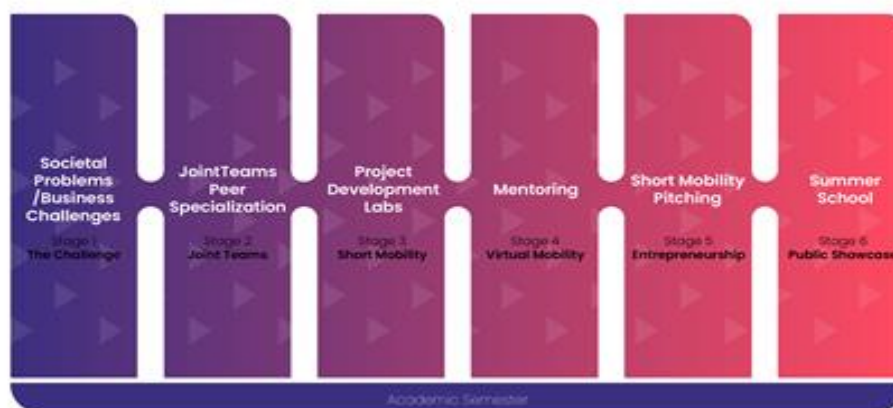 Societal
Problems
/Business
Challenges
Stage 1
The Challenge
JointTeams
Peer
Specialization
Stage 2
Joint Teams
Project
Development
Labs
Stage 3
Short Mobility
Mentoring
Stage 4
Virtual Mobility
Short Mobility
Pitching
Stage 5
Entrepreneurship
Summer
School
Stage 6
Public Showcase
Academic Semester